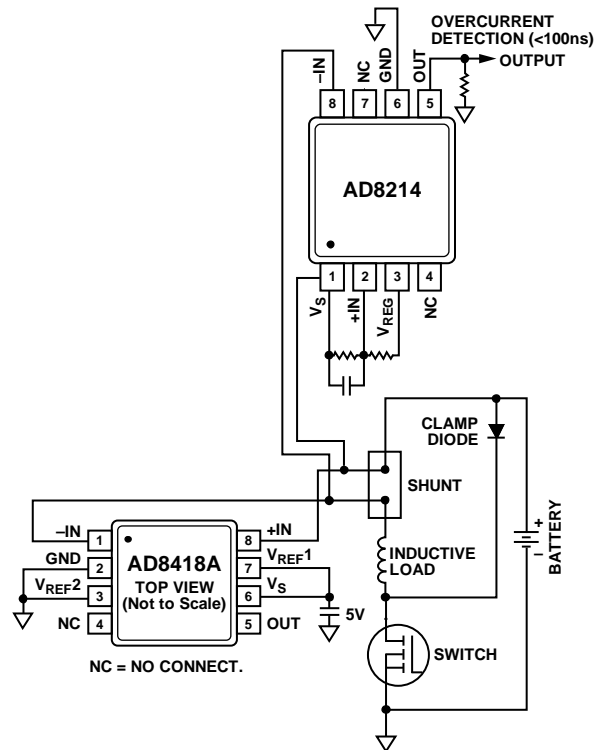 OVERCURRENT
DETECTION (<100ns)
OUTPUT
–IN
NC
GND
OUT
8
7
6
5
AD8214
1
2
3
4
VS
+IN
VREG
NC
CLAMP
DIODE
SHUNT
BATTERY
+
–
INDUCTIVE
LOAD
SWITCH
–IN
GND
VREF2
NC
1
2
3
4
AD8418A
TOP VIEW
(Not to Scale)
8
7
6
5
+IN
VREF1
VS
OUT
5V
NC = NO CONNECT.